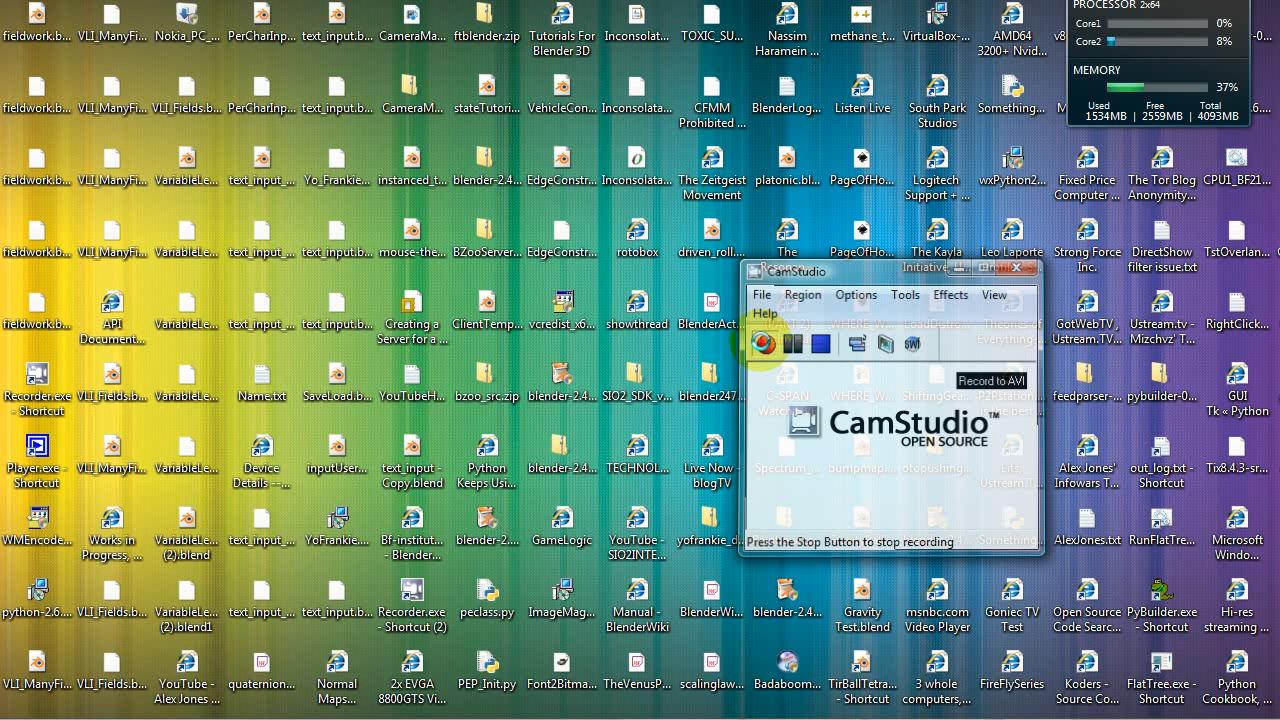 fieldwork.b... VLI_ManyFi... Nokia_PC_... PerCharInp... text_input.b... CameraMa... ftblender.zip Tutorials For Inconsolat... TOXIC_SU... Nassim methane_t... VirtualBox-... AMD64
Blender 3D Haramein ... 3200+ Nvid...
PROCESSOR 2x64
Core1 0%
Core2 8%
MEMORY
37%
Used Free Total
1534MB | 2559MB | 4093MB
fieldwork.b... VLI_ManyFi... VLI_Fields.b... PerCharInp... text_input.b... CameraM... stateTutori... VehicleCon... Inconsolata... CFMM BlenderLog... Listen Live South Park Something...
Prohibited ... Studios
fieldwork.b... VLI_ManyFi... VariableLe... text_input_... Yo_Frankie... instanced_t... blender-2.4... EdgeConstr... Inconsolata... The Zeitgeist platonic.bl... PageOfHo... Logitech wxPython2... Fixed Price The Tor Blog CPU1_BF21...
Movement Support + ... Computer ... Anonymity...
fieldwork.b... VLI_ManyFi... VariableLe... text_input_... text_input.b... mouse-the... BZooServer... EdgeConstr... rotobox driven_roll... The PageOfHo... The Kayla Leo Laporte Strong Force DirectShow TstOverlan...
Initiative, Inc. filter issue.txt
CamStudio
File Region Options Tools Effects View
Help
fieldwork.b... API VariableLe... text_input_... text_input.b... Creating a ClientTemp... vcredist_x6... showthread BlenderAct... GotWebTV , Ustream.tv - RightClick...
Document... Server for a ... Ustream.TV... Mizchvz' T...
Record to AVI
Recorder.exe VLI_Fields.b... VariableLe... Name.txt SaveLoad.b... YouTubeH... bzoo_src.zip blender-2.4... SIO2_SDK_v... blender247... feedparser-... pybuilder-0... GUI
- Shortcut Tk « Python
CamStudio™
OPEN SOURCE
Player.exe - VLI_ManyFi... VariableLe... Device inputUser... text_input - Python blender-2.4... TECHNOL... Live Now - Spectrum_... bumpmap... Alex Jones' out_log.txt - Tix8.4.3-sr...
Shortcut Details --... Copy.blend Keeps Usi... blogTV Ustream.... Infowars T... Shortcut
WMEncode... Works in VariableLe... text_input_... YoFrankie... Bf-institut... blender-2.... GameLogic YouTube - yofrankie_d... AlexJones.txt RunFlatTre... Microsoft
Progress, ... (2).blend - Blender... SIO2INTE... Windo...
Press the Stop Button to stop recording
python-2.6.... VLI_Fields.b... VariableLe... text_input_... text_input.b... Recorder.exe peclass.py ImageMag... Manual - BlenderWi... blender-2.4... Gravity msnbc.com Goniec TV Open Source PyBuilder.exe Hi-res
(2).blend1 - Shortcut (2) BlenderWiki Test.blend Video Player Test Code Searc... - Shortcut streaming ...
VLI_ManyFi... VLI_Fields.b... YouTube - quaternion... Normal 2x EVGA PEP_Init.py Font2Bitma... TheVenusP... scalinglaw... Badaboom... TirBallTetra... 3 whole FireFlySeries Koders - FlatTree.exe - Python
Alex Jones ... Maps... 8800GTS Vi... - Shortcut computers,... Source Co... Shortcut Cookbook, ...